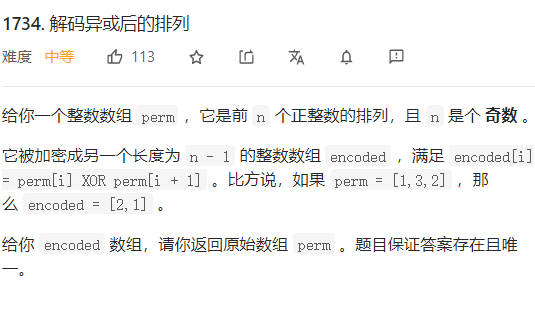 1734. 解码异或后的排列
难度 中等 113
给你一个整数数组 perm ，它是前 n 个正整数的排列，且 n 是个 奇数 。
它被加密成另一个长度为 n - 1 的整数数组 encoded ，满足 encoded[i]
= perm[i] XOR perm[i + 1] 。比方说，如果 perm = [1,3,2] ，那
么 encoded = [2,1] 。
给你 encoded 数组，请你返回原始数组 perm 。题目保证答案存在且唯
一。